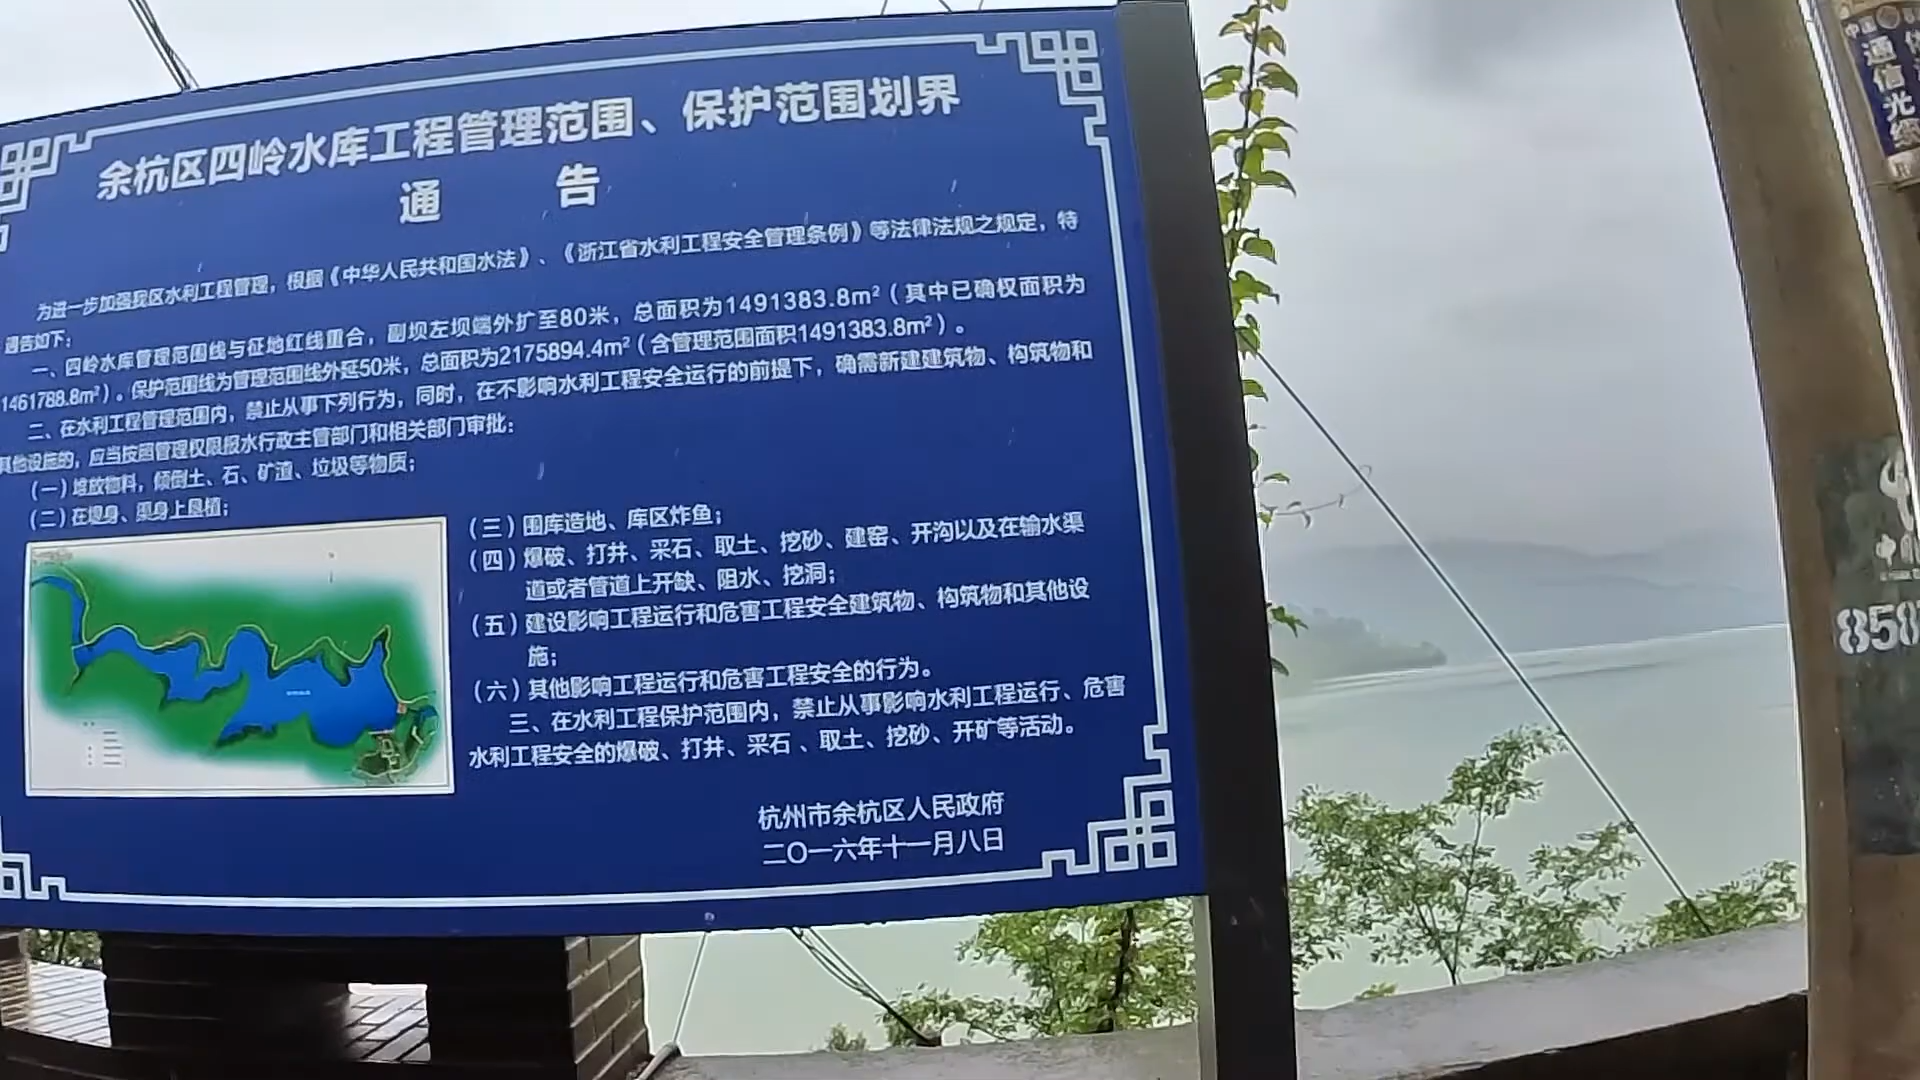 余杭区四岭水库工程管理范围、保护范围划界
通 告
为进一步加强我区水利工程管理，根据《中华人民共和国水法》、《浙江省水利工程安全管理条例》等法律法规之规定，特
通告如下：
一、四岭水库管理范围线与征地红线重合，副坝左坝端外扩至80米，总面积为1491383.8m²（其中已确权面积为
1461788.8m²）。保护范围线为管理范围线外延50米，总面积为2175894.4m²（含管理范围面积1491383.8m²）。
二、在水利工程管理范围内，禁止从事下列行为，同时，在不影响水利工程安全运行的前提下，确需新建建筑物、构筑物和
其他设施的，应当按照管理权限报水行政主管部门和相关部门审批：
（一）堆放物料，倾倒土、石、矿渣、垃圾等物质；
（二）在坝身、渠身上垦植；
（三）围库造地、库区炸鱼；
（四）爆破、打井、采石、取土、挖砂、建窑、开沟以及在输水渠
道或者管道上开缺、阻水、挖洞；
（五）建设影响工程运行和危害工程安全建筑物、构筑物和其他设
施；
（六）其他影响工程运行和危害工程安全的行为。
三、在水利工程保护范围内，禁止从事影响水利工程运行、危害
水利工程安全的爆破、打井、采石、取土、挖砂、开矿等活动。
杭州市余杭区人民政府
二〇一六年十一月八日
中国
通信光缆
中国
858